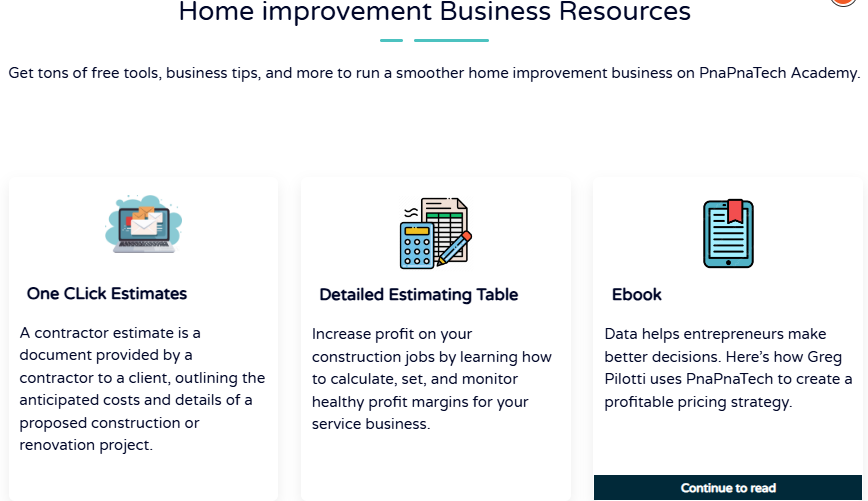 Home improvement Business Resources
Get tons of free tools, business tips, and more to run a smoother home improvement business on PnaPnaTech Academy.
One CLick Estimates
A contractor estimate is a
document provided by a
contractor to a client, outlining the
anticipated costs and details of a
proposed construction or
renovation project.
Detailed Estimating Table
Increase profit on your
construction jobs by learning how
to calculate, set, and monitor
healthy profit margins for your
service business.
Ebook
Data helps entrepreneurs make
better decisions. Here’s how Greg
Pilotti uses PnaPnaTech to create a
profitable pricing strategy.
Continue to read